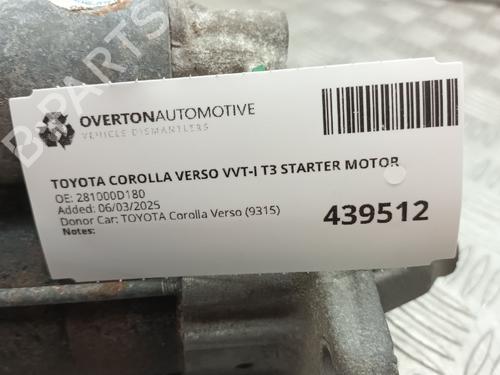 OVERTONAUTOMOTIVE
VEHICLE DISMANTLERS
TOYOTA COROLLA VERSO VVT-I T3 STARTER MOTOR
OE: 281000D180
Added: 06/03/2025
Donor Car: TOYOTA Corolla Verso (9315)
Notes:
439512
B-PARTS